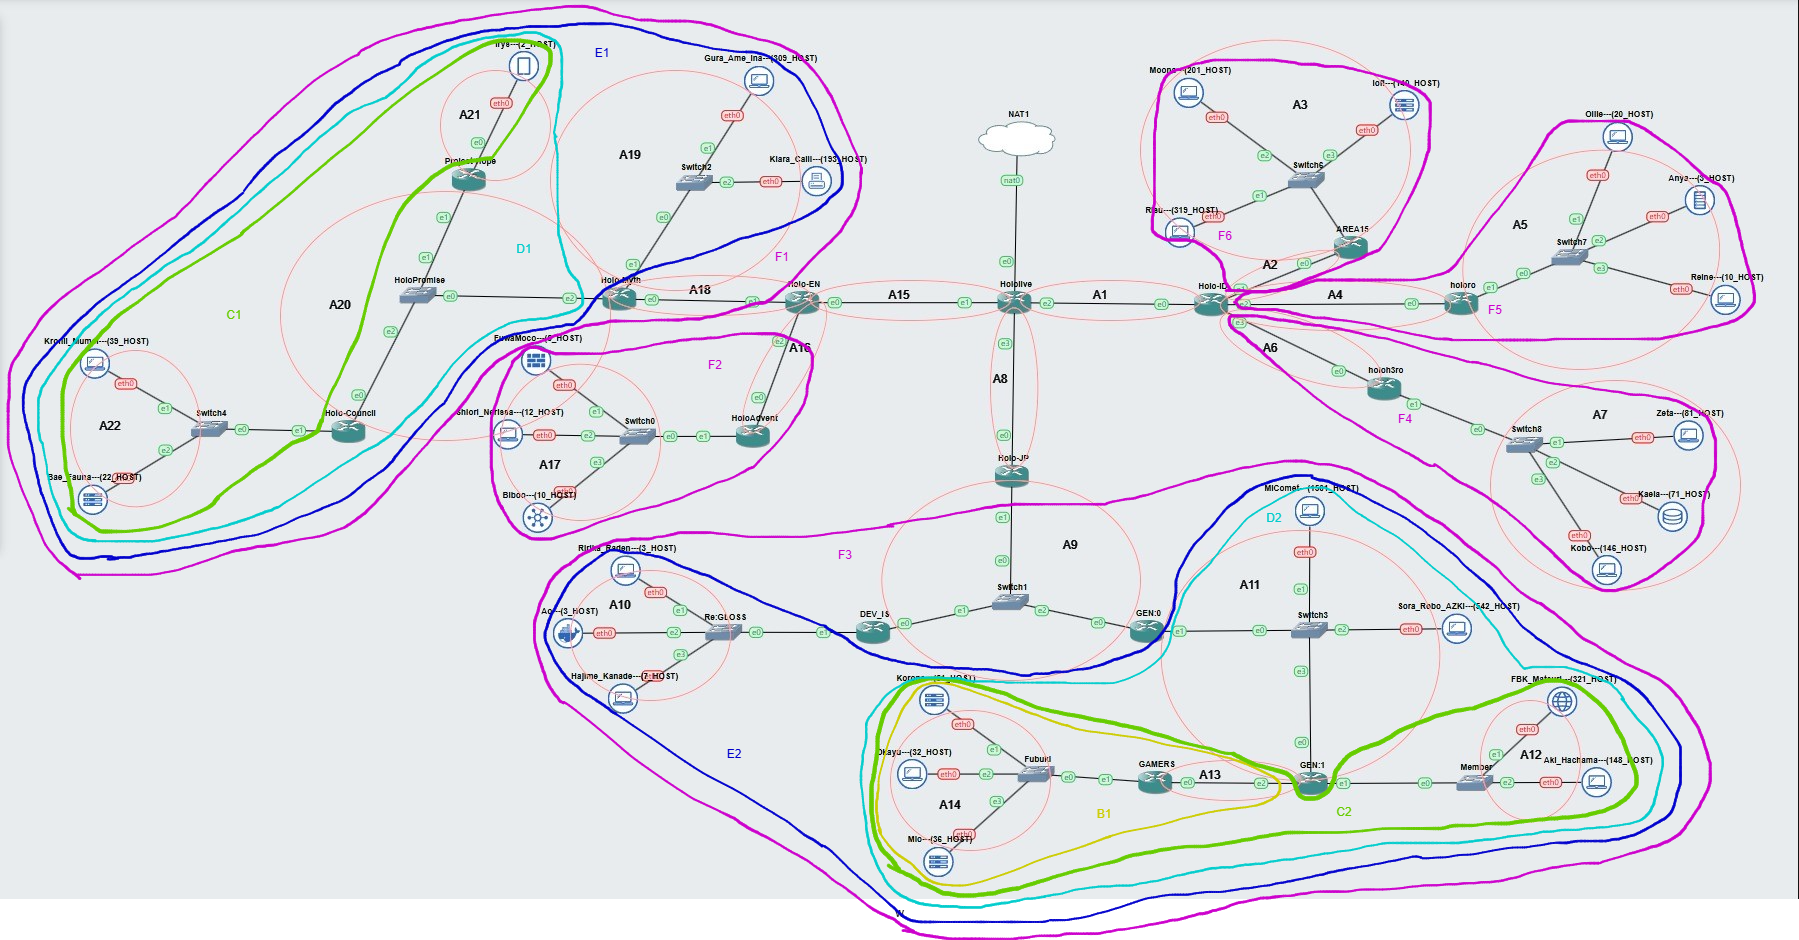 E1
Irys---(2_HOST)
eth0
A21
e0
Project-Hope
e1
e1
HoloPromise
e0
e2
e2
e0
A20
C1
D1
Kronii_Mumei---(39_HOST)
eth0
e1
Switch4
e0
e1
Holo-Council
A22
e2
eth0
Bae_Fauna---(22_HOST)
Gura_Ame_Ina---(309_HOST)
eth0
e1
A19
Switch2
e2
eth0
Kiara_Calli---(193_HOST)
e0
e1
Holo-Myth
e0
A18
e1
F1
Holo-EN
e0
A15
e1
Hololive
e2
A1
e0
Holo-ID
NAT1
nat0
e0
e2
A16
e0
HoloAdvent
F2
FuwaMoco---(5_HOST)
eth0
e1
Shiori_Nerissa---(12_HOST)
eth0
e2
Switch0
e0
e1
A17
e3
eth0
Biboo---(10_HOST)
Moona---(201_HOST)
eth0
A3
Iofi---(140_HOST)
eth0
e2
e3
Switch6
e1
Risu---(319_HOST)
eth0
F6
AREA15
A2
e0
e1
e2
A4
e0
holoro
e1
F5
Ollie---(20_HOST)
eth0
Anya---(3_HOST)
A5
e1
eth0
Switch7
e2
e0
e3
Reine---(10_HOST)
eth0
e3
A6
e0
holoh3ro
e1
F4
A7
e0
Switch8
e1
eth0
Zeta---(81_HOST)
e2
e3
eth0
Kaela---(71_HOST)
eth0
Kobo---(146_HOST)
e3
A8
e0
Holo-JP
e1
A9
e0
Switch1
e1
e2
F3
DEV_IS
e0
e1
e0
GEN:0
e1
Ririka_Raden---(3_HOST)
eth0
A10
e1
Ao---(3_HOST)
eth0
e2
Re:GLOSS
e0
e3
Hajime_Kanade---(7_HOST)
eth0
E2
D2
MiComet---(1501_HOST)
eth0
A11
e1
Switch3
e0
e2
eth0
Sora_Robo_AZKI---(542_HOST)
e3
e0
GEN:1
e1
C2
e0
Member
e1
eth0
FBK_Matsuri---(321_HOST)
A12
e2
eth0
Aki_Hachama---(148_HOST)
eth0
e1
Okayu---(32_HOST)
eth0
e2
Fubuki
e0
e1
GAMERS
e0
A13
e2
A14
e3
eth0
Mio---(36_HOST)
B1
W